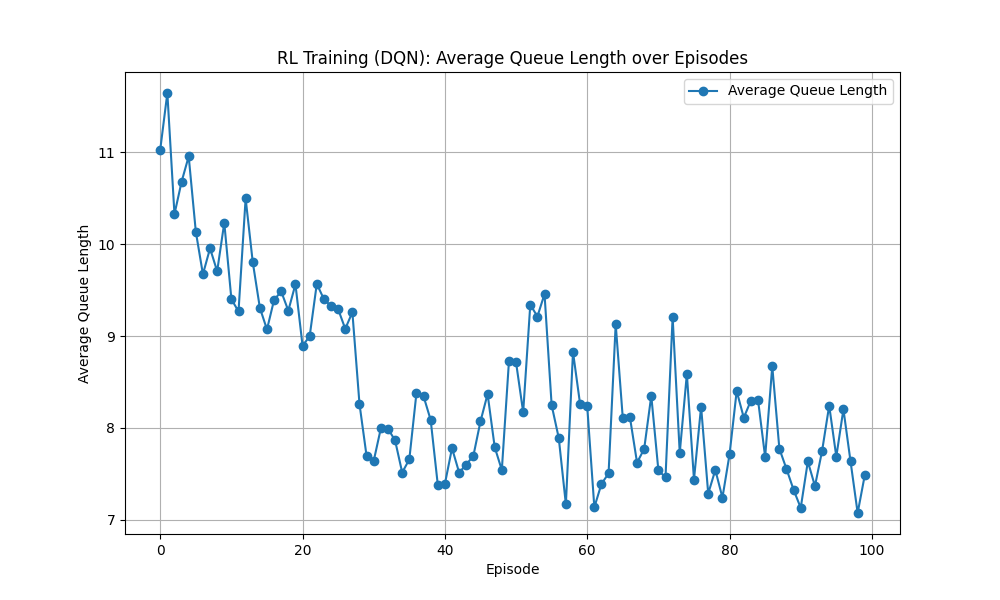 RL Training (DQN): Average Queue Length over Episodes
Average Queue Length
11
10
9
8
7
Average Queue Length
0 20 40 60 80 100
Episode